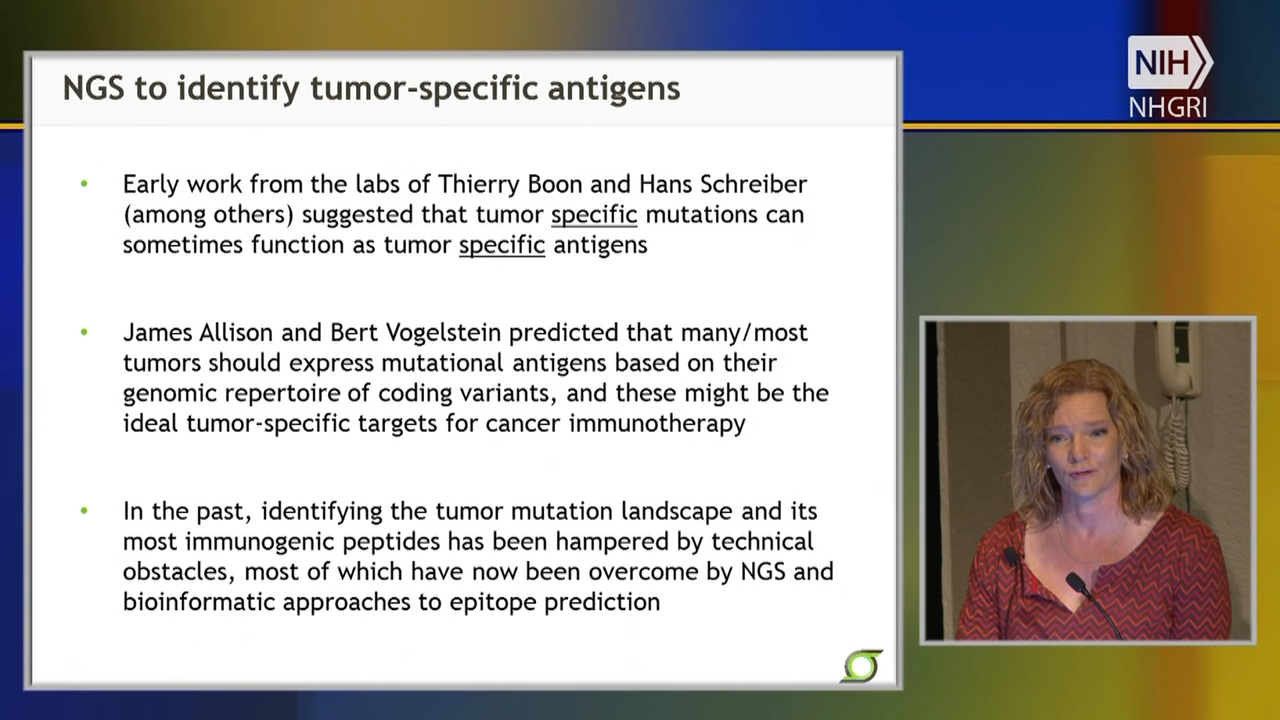 NGS to identify tumor-specific antigens
NIH
NHGRI
• Early work from the labs of Thierry Boon and Hans Schreiber
(among others) suggested that tumor specific mutations can
sometimes function as tumor specific antigens
• James Allison and Bert Vogelstein predicted that many/most
tumors should express mutational antigens based on their
genomic repertoire of coding variants, and these might be the
ideal tumor-specific targets for cancer immunotherapy
• In the past, identifying the tumor mutation landscape and its
most immunogenic peptides has been hampered by technical
obstacles, most of which have now been overcome by NGS and
bioinformatic approaches to epitope prediction